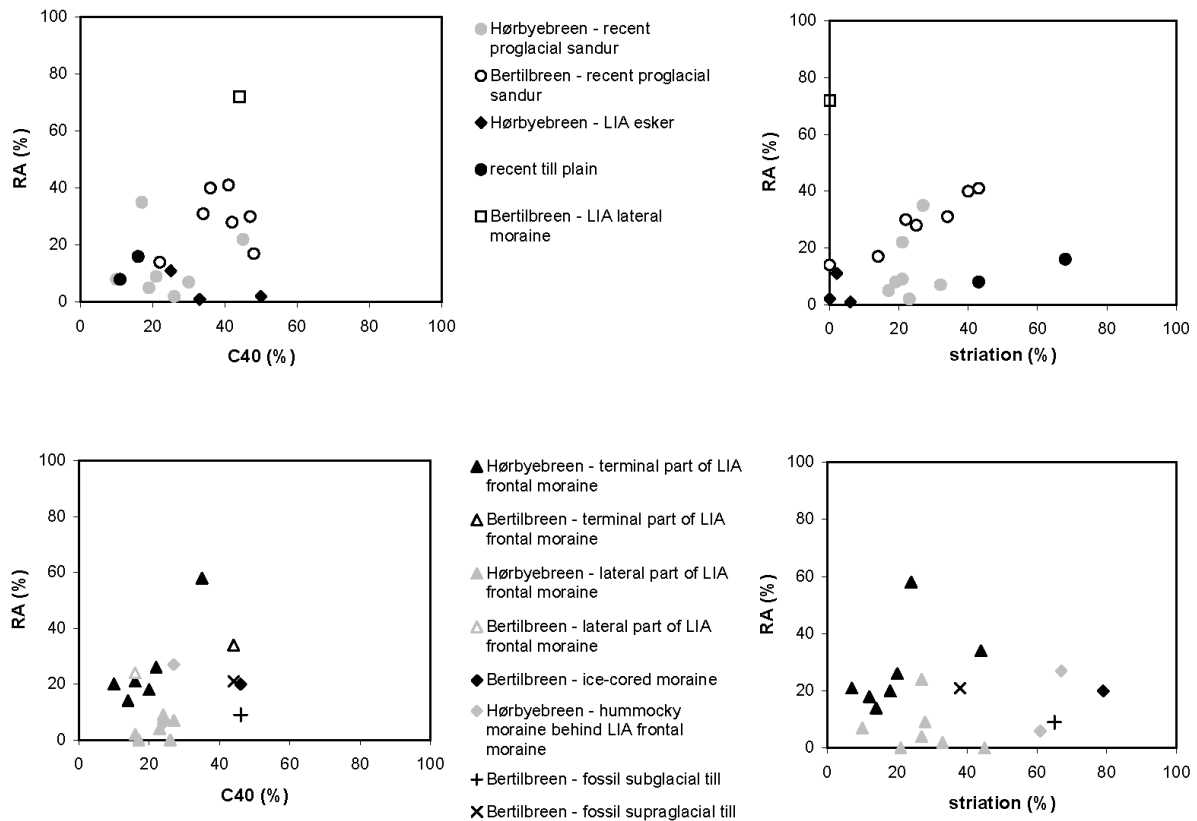 100
80
60
40
20
0
RA (%)
0 20 40 60 80 100
C40 (%)
Hørbyebreen - recent
proglacial sandur
Bertilbreen - recent proglacial
sandur
Hørbyebreen - LIA esker
recent till plain
Bertilbreen - LIA lateral
moraine
100
80
60
40
20
0
RA (%)
0 20 40 60 80 100
striation (%)
100
80
60
40
20
0
RA (%)
0 20 40 60 80 100
C40 (%)
Hørbyebreen - terminal part of LIA
frontal moraine
Bertilbreen - terminal part of LIA
frontal moraine
Hørbyebreen - lateral part of LIA
frontal moraine
Bertilbreen - lateral part of LIA
frontal moraine
Bertilbreen - ice-cored moraine
Hørbyebreen - hummocky
moraine behind LIA frontal
moraine
Bertilbreen - fossil subglacial till
Bertilbreen - fossil supraglacial till
100
80
60
40
20
0
RA (%)
0 20 40 60 80 100
striation (%)